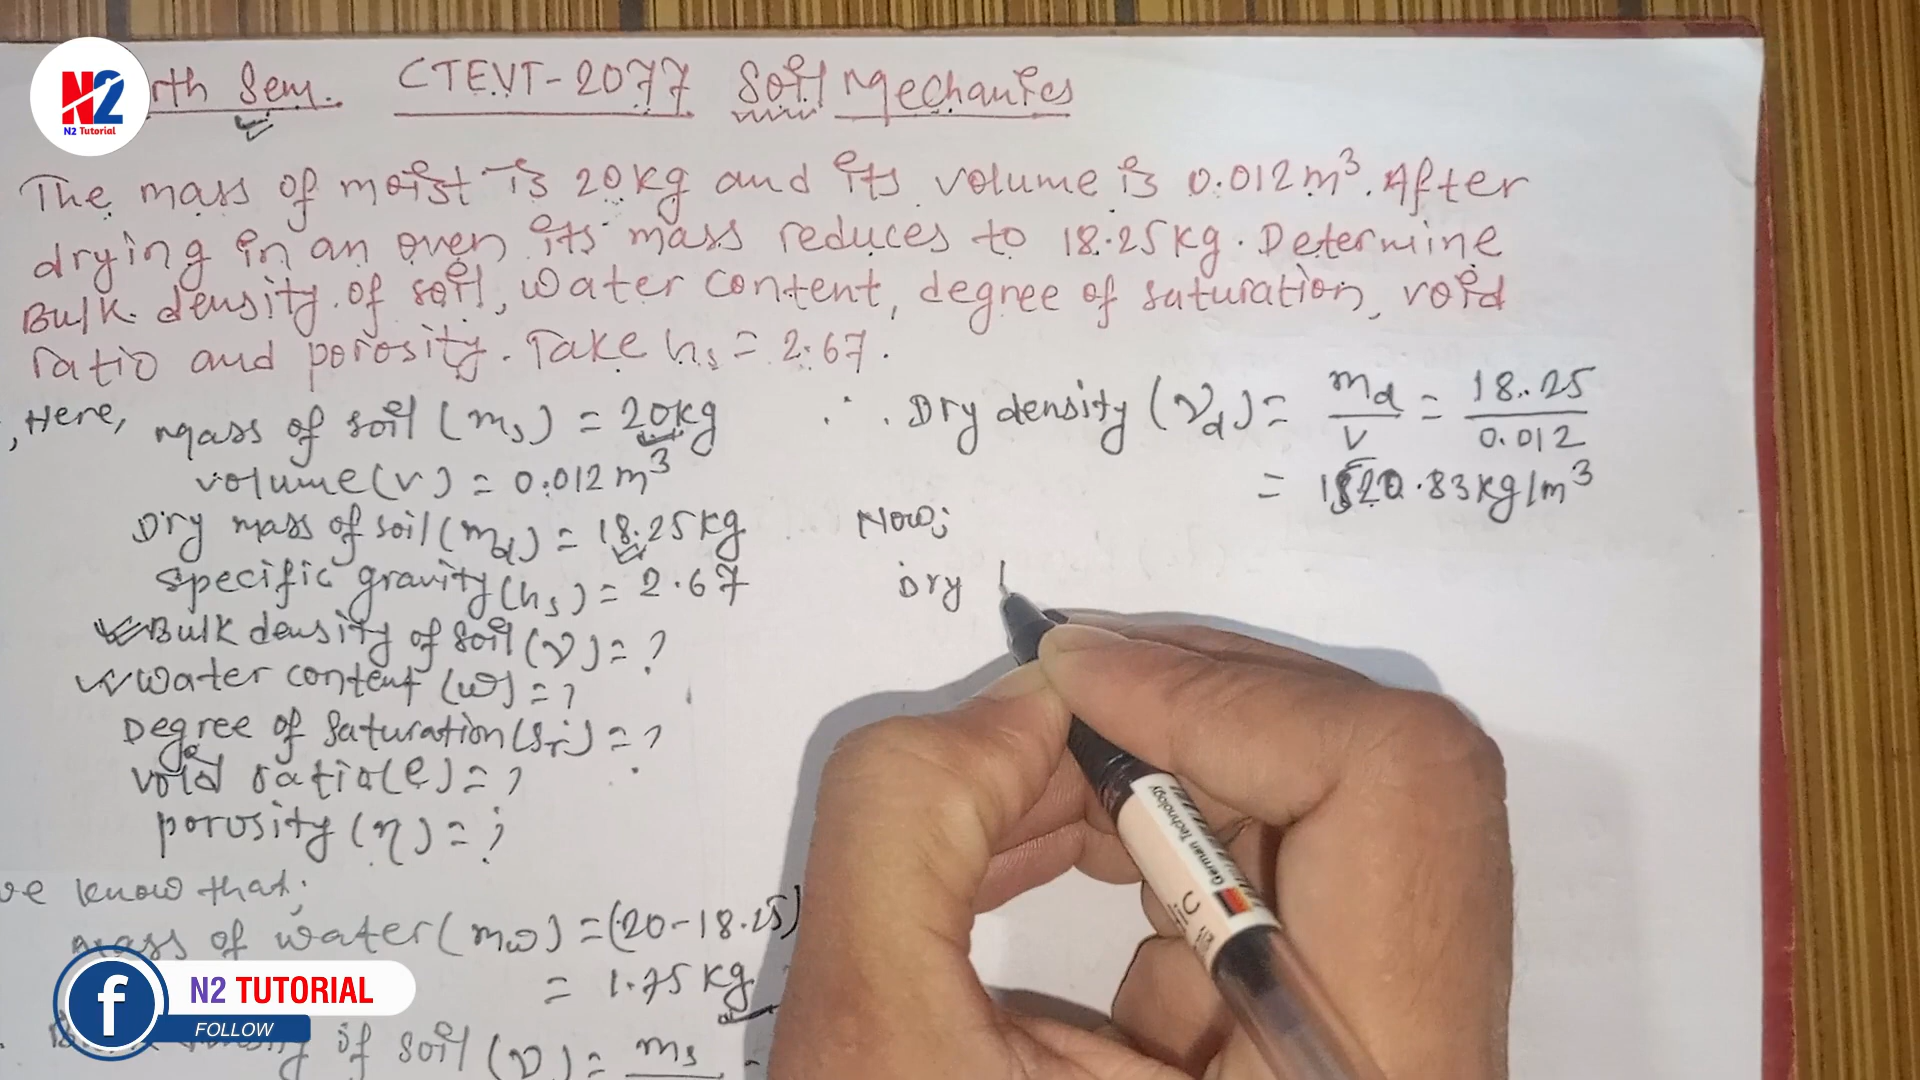 N2
N2 Tutorial
rth Sem. CTEVT-2077 Soil Mechanics
The mass of moist is 20kg and its volume is 0.012m³. After
drying in an oven its mass reduces to 18.25kg. Determine
Bulk density of soil, water content, degree of saturation, void
ratio and porosity. Take Gs = 2.67.
, Here, mass of soil (ms) = 20kg
volume (v) = 0.012 m³
Dry mass of soil (md) = 18.25kg
Specific gravity (Gs) = 2.67
Bulk density of soil (γ) = ?
Water content (w) = ?
Degree of Saturation (Sr) = ?
void ratio (e) = ?
porosity (η) = ?
we know that;
mass of water (mw) = (20-18.25)
= 1.75 kg
density of soil (γ) = ms
∴ Dry density (γd) = md/V = 18.25/0.012
= 1520.83 kg/m³
Now;
Dry
German Technology
f N2 TUTORIAL
FOLLOW